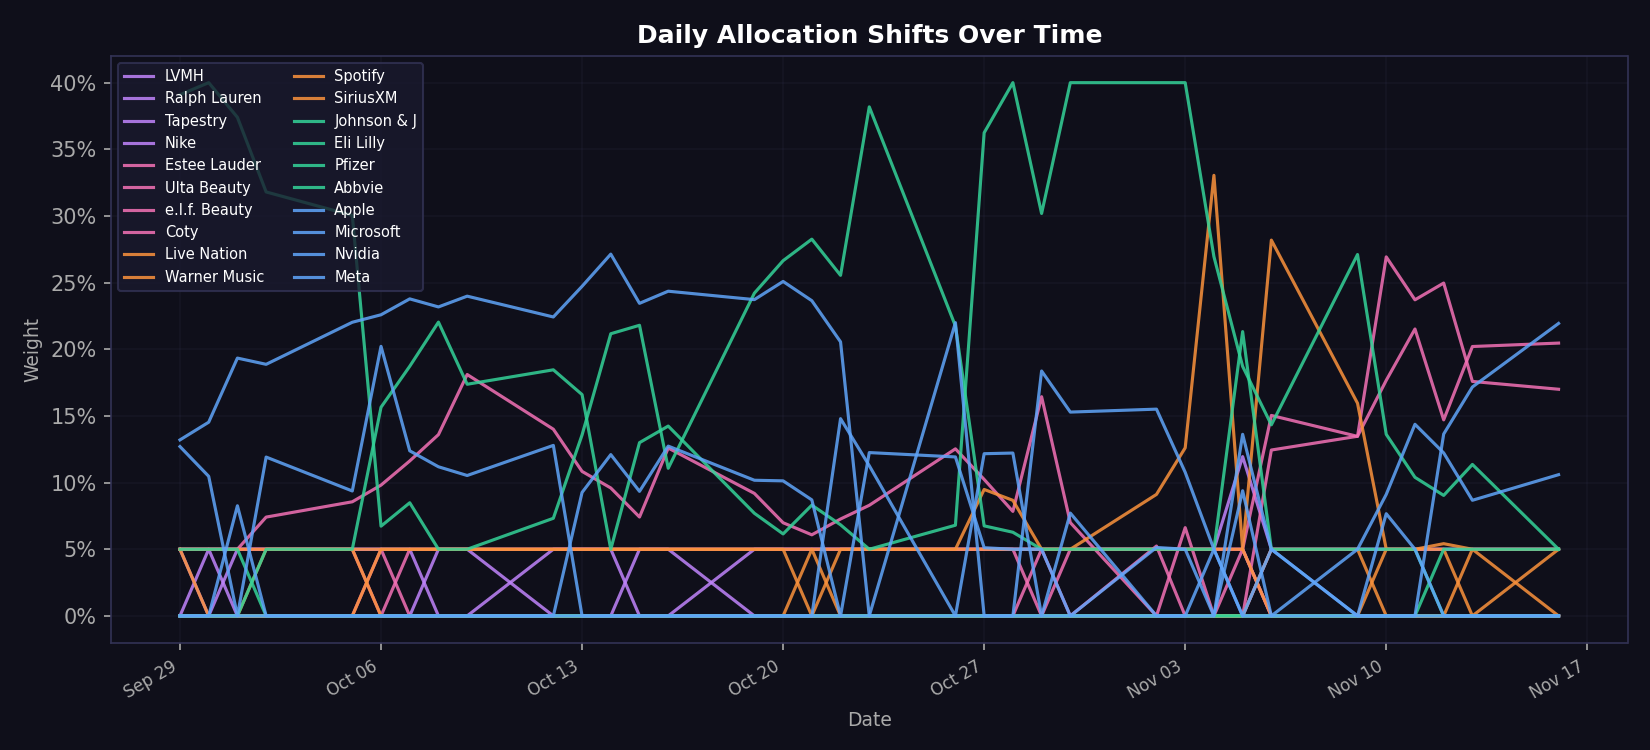 Daily Allocation Shifts Over Time
LVMH
Ralph Lauren
Tapestry
Nike
Estee Lauder
Ulta Beauty
e.l.f. Beauty
Coty
Live Nation
Warner Music
Spotify
SiriusXM
Johnson & J
Eli Lilly
Pfizer
Abbvie
Apple
Microsoft
Nvidia
Meta
40%
35%
30%
25%
20%
15%
10%
5%
0%
Weight
Sep 29
Oct 06
Oct 13
Oct 20
Oct 27
Nov 03
Nov 10
Nov 17
Date